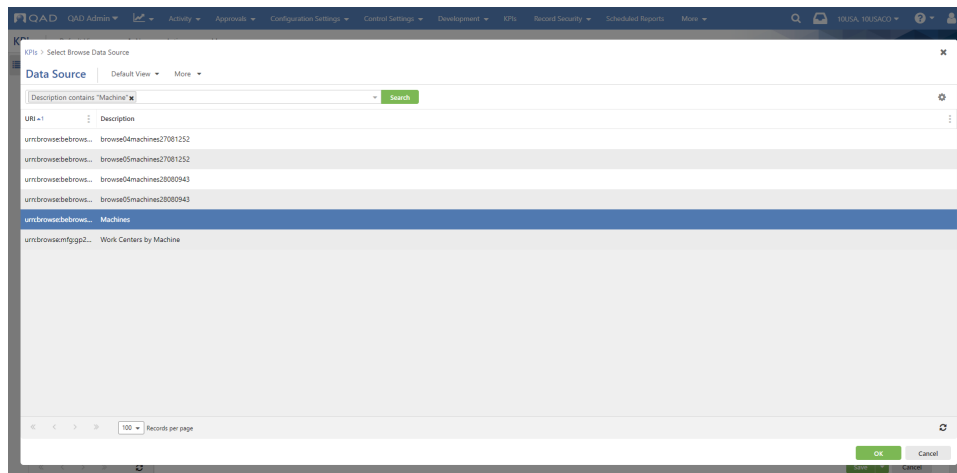 QAD QAD Admin Activity Approvals Configuration Settings Control Settings Development KPIs Record Security Scheduled Reports More 10USA, 10USACO
KPIs > Select Browse Data Source
Data Source Default View More
Description contains "Machine" Search
URI 1 Description
urn:browse:bebrows... browse04machines27081252
urn:browse:bebrows... browse05machines27081252
urn:browse:bebrows... browse04machines28080943
urn:browse:bebrows... browse05machines28080943
urn:browse:bebrows... Machines
urn:browse:mfg:gp2... Work Centers by Machine
100 Records per page
OK Cancel
Save Cancel